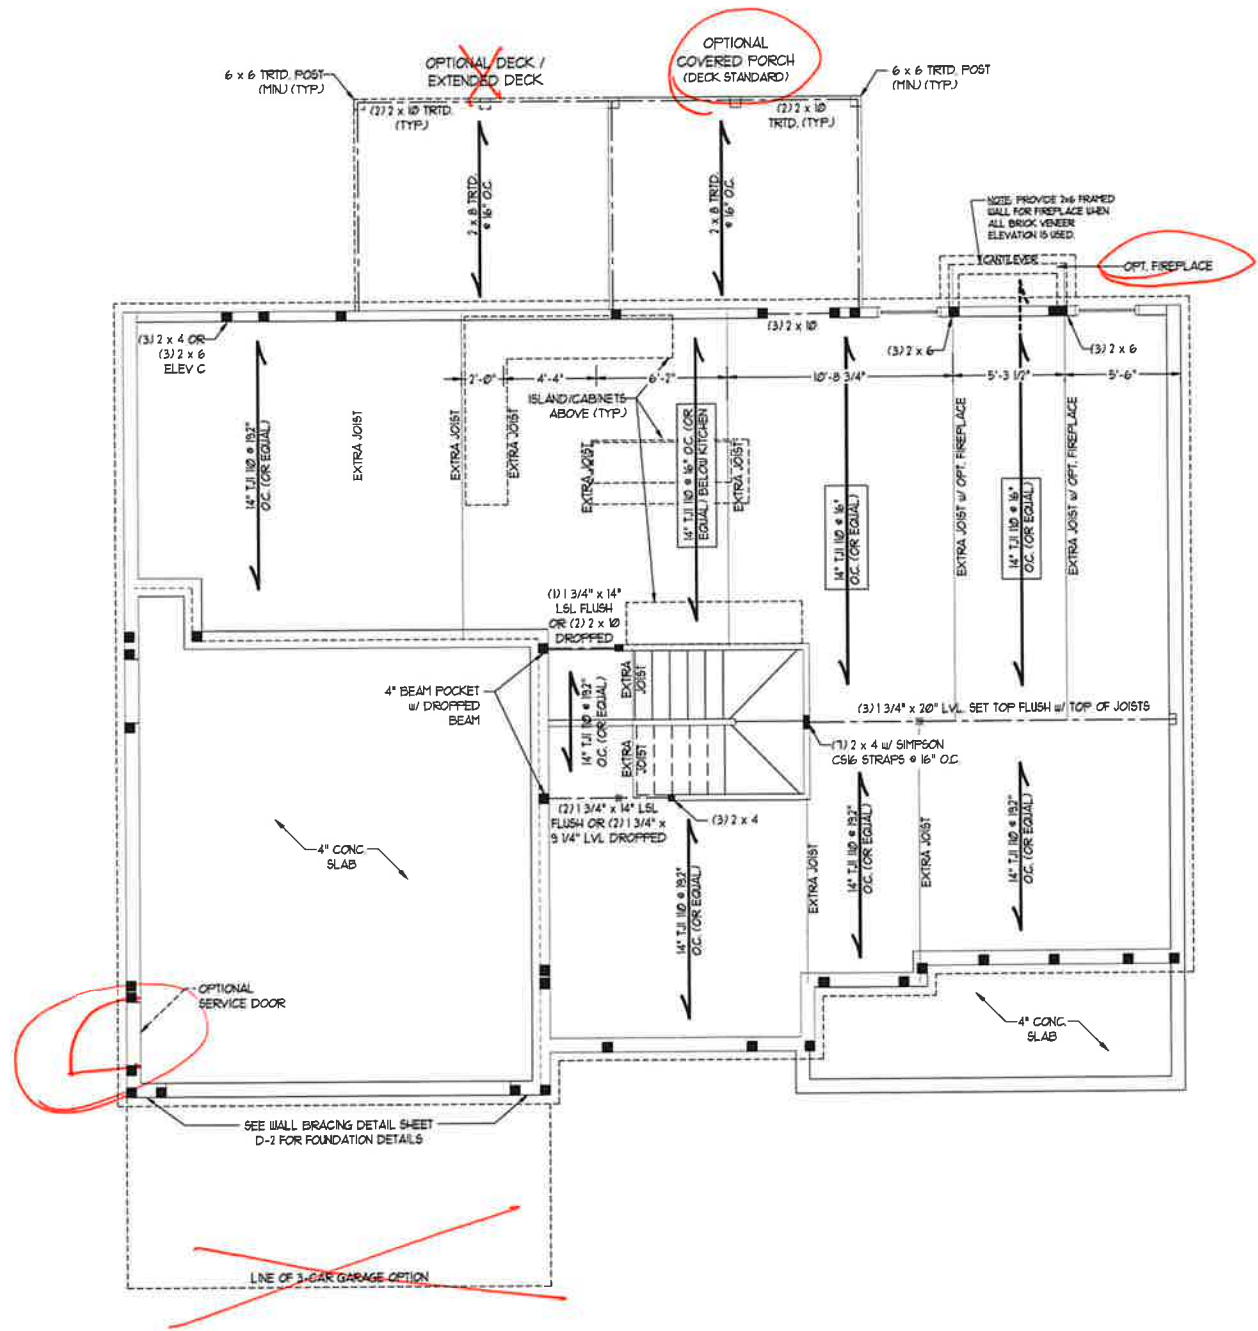 OPTIONAL DECK /
EXTENDED DECK
OPTIONAL
COVERED PORCH
(DECK STANDARD)
6 x 6 TRTD. POST
(MIN.) (TYP.)
6 x 6 TRTD. POST
(MIN.) (TYP.)
(2) 2 x 10 TRTD.
(TYP.)
(2) 2 x 10
TRTD. (TYP.)
2 x 8 TRTD.
@ 16" O.C.
2 x 8 TRTD.
@ 16" O.C.
NOTE: PROVIDE 2x6 FRAMED
WALL FOR FIREPLACE WHEN
ALL BRICK VENEER
ELEVATION IS USED.
CANTILEVER
OPT. FIREPLACE
(3) 2 x 4 OR
(3) 2 x 6
ELEV C
(3) 2 x 10
(3) 2 x 6
(3) 2 x 6
2'-0"
4'-4"
6'-2"
10'-8 3/4"
5'-3 1/2"
5'-6"
ISLAND/CABINETS
ABOVE (TYP.)
14" TJI 110 @ 19.2"
O.C. (OR EQUAL)
EXTRA JOIST
EXTRA JOIST
EXTRA JOIST
EXTRA JOIST
14" TJI 110 @ 16" O.C. (OR
EQUAL) BELOW KITCHEN
EXTRA JOIST
14" TJI 110 @ 16"
O.C. (OR EQUAL)
EXTRA JOIST w/ OPT. FIREPLACE
14" TJI 110 @ 16"
O.C. (OR EQUAL)
EXTRA JOIST w/ OPT. FIREPLACE
(1) 1 3/4" x 14"
LSL FLUSH
OR (2) 2 x 10
DROPPED
4" BEAM POCKET
w/ DROPPED
BEAM
14" TJI 110 @ 19.2"
O.C. (OR EQUAL)
EXTRA
JOIST
EXTRA
JOIST
(3) 1 3/4" x 20" LVL. SET TOP FLUSH w/ TOP OF JOISTS
(7) 2 x 4 w/ SIMPSON
CS16 STRAPS @ 16" O.C.
(2) 1 3/4" x 14" LSL
FLUSH OR (2) 1 3/4" x
9 1/4" LVL DROPPED
(3) 2 x 4
4" CONC.
SLAB
14" TJI 110 @ 19.2"
O.C. (OR EQUAL)
EXTRA JOIST
14" TJI 110 @ 19.2"
O.C. (OR EQUAL)
EXTRA JOIST
14" TJI 110 @ 19.2"
O.C. (OR EQUAL)
OPTIONAL
SERVICE DOOR
4" CONC.
SLAB
SEE WALL BRACING DETAIL SHEET
D-2 FOR FOUNDATION DETAILS
LINE OF 3-CAR GARAGE OPTION